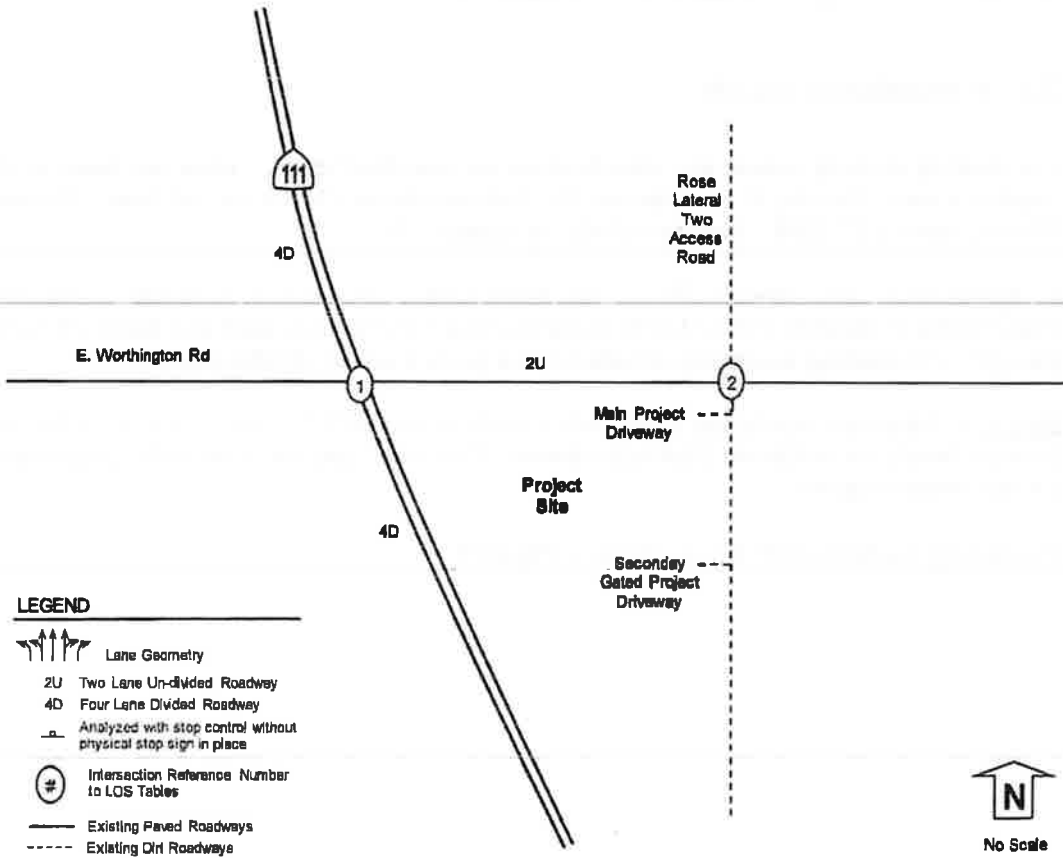 111
4D
Rose
Lateral
Two
Access
Road
E. Worthington Rd
2U
1
2
Main Project
Driveway
Project
Site
4D
Seconday
Gated Project
Driveway
LEGEND
Lane Geometry
2U Two Lane Un-divided Roadway
4D Four Lane Divided Roadway
Analyzed with stop control without
physical stop sign in place
# Intersection Reference Number
to LOS Tables
Existing Paved Roadways
Existing Dirt Roadways
N
No Scale